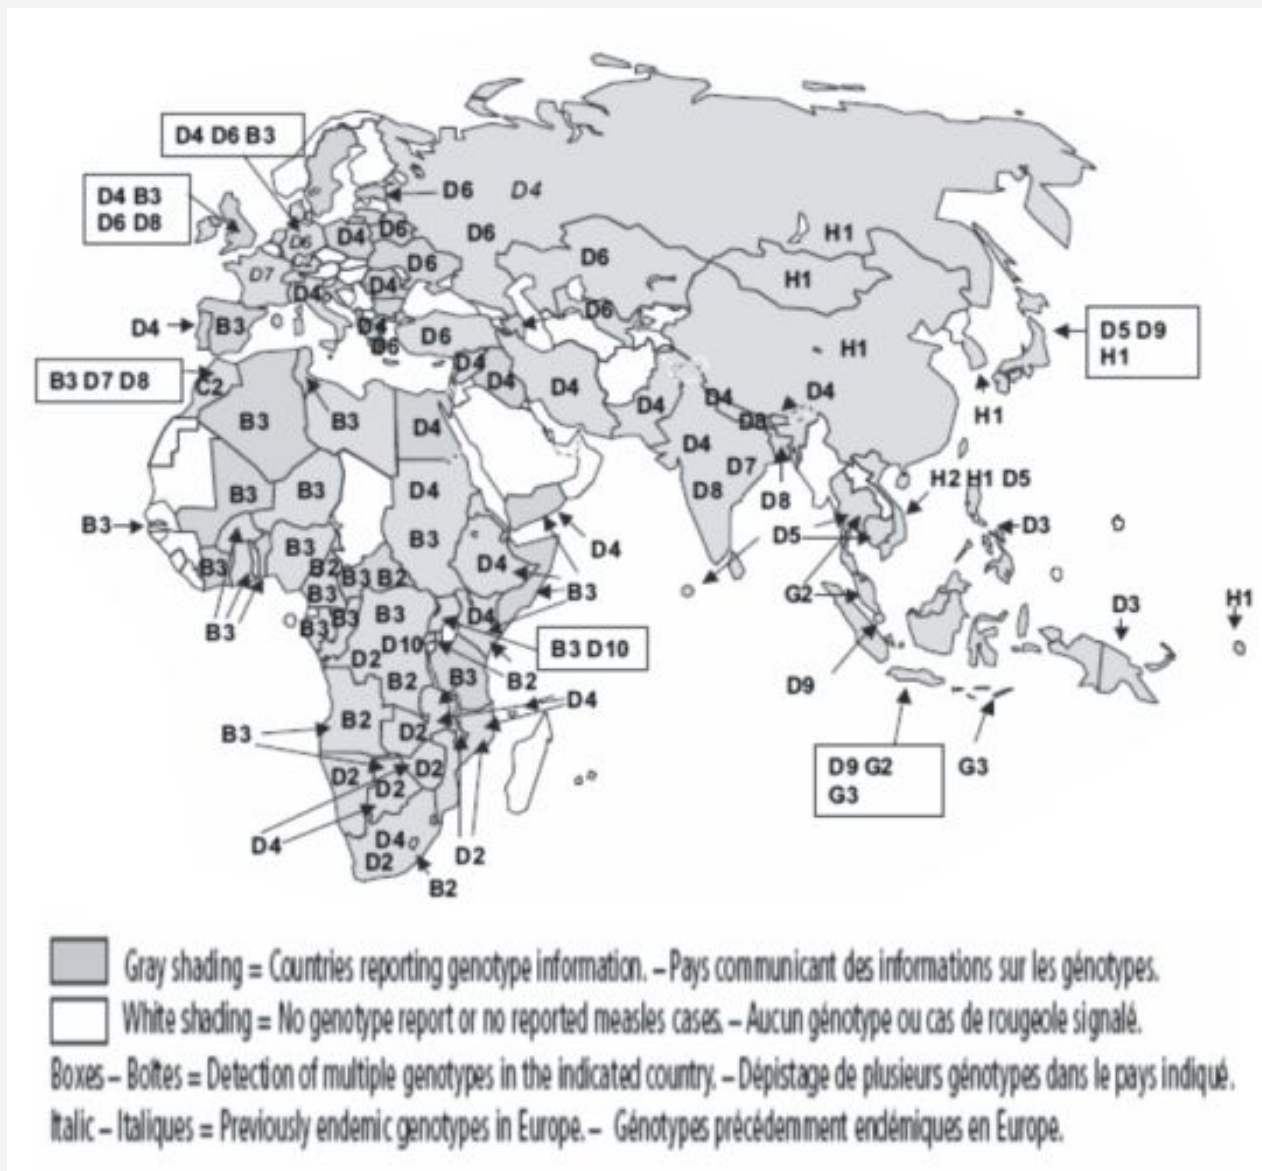 D4 D6 B3
D4 B3
D6 D8
D6
D4
D6
D4
D6
D6
D7
C2
D6
D6
H1
H1
D4
D4
D6
D4
B3
D4
D6
D6
H1
D5 D9
H1
B3 D7 D8
C2
D4
D4
D4
D4
D4
D4
H1
B3
B3
D4
D8
D4
D7
D8
D8
B3
B3
D4
H2 H1 D5
B3
B3
B3
D4
D5
D3
B3
B2
B3
B2
D4
B3
G2
B3
B3
B3
B3
B3
D4
D3
H1
D10
B3 D10
D2
B2
B3
B2
D4
D9
B3
B2
D2
D2
D2
D2
D9 G2
G3
G3
D4
D4
D2
D2
B2
Gray shading = Countries reporting genotype information. – Pays communicant des informations sur les génotypes.
White shading = No genotype report or no reported measles cases. – Aucun génotype ou cas de rougeole signalé.
Boxes – Boîtes = Detection of multiple genotypes in the indicated country. – Dépistage de plusieurs génotypes dans le pays indiqué.
Italic – Italiques = Previously endemic genotypes in Europe. – Génotypes précédemment endémiques en Europe.